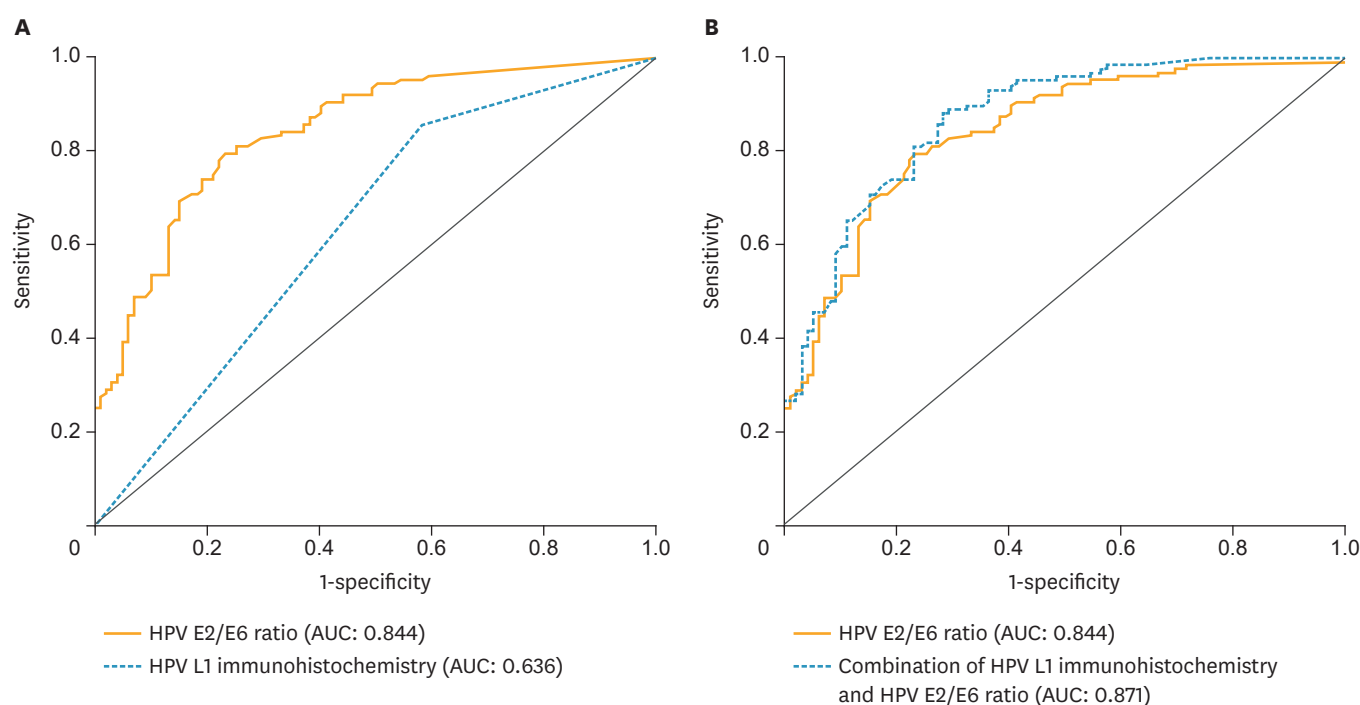 A
1.0
0.8
0.6
0.4
0.2
Sensitivity
0
0.2
0.4
0.6
0.8
1.0
1-specificity
HPV E2/E6 ratio (AUC: 0.844)
HPV L1 immunohistochemistry (AUC: 0.636)
B
1.0
0.8
0.6
0.4
0.2
Sensitivity
0
0.2
0.4
0.6
0.8
1.0
1-specificity
HPV E2/E6 ratio (AUC: 0.844)
Combination of HPV L1 immunohistochemistry
and HPV E2/E6 ratio (AUC: 0.871)